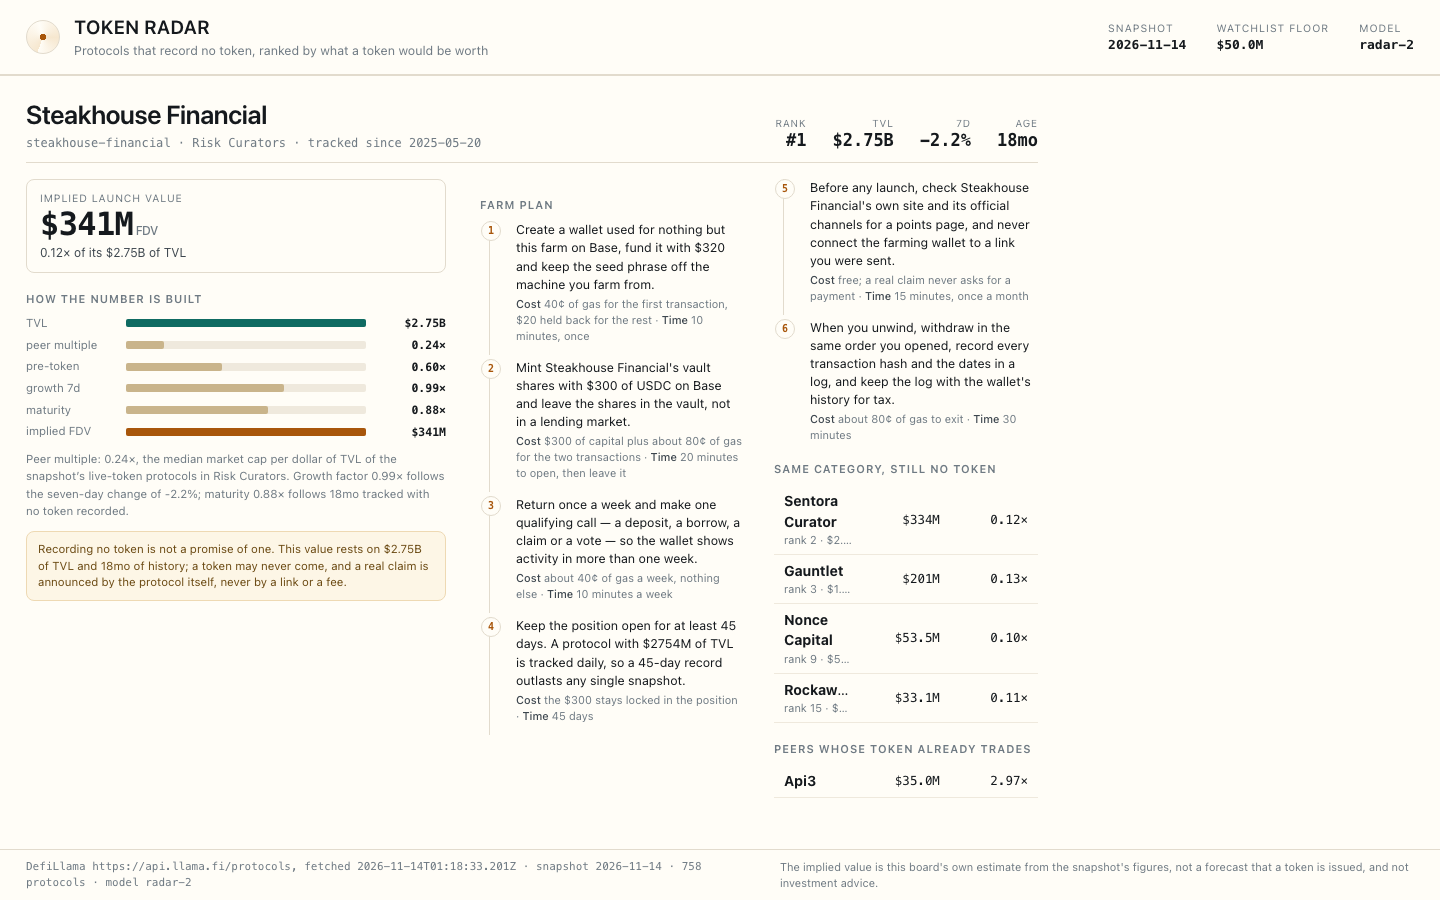 TOKEN RADAR
Protocols that record no token, ranked by what a token would be worth
SNAPSHOT
2026-11-14
WATCHLIST FLOOR
$50.0M
MODEL
radar-2
Steakhouse Financial
steakhouse-financial · Risk Curators · tracked since 2025-05-20
RANK
#1
TVL
$2.75B
7D
−2.2%
AGE
18mo
IMPLIED LAUNCH VALUE
$341M FDV
0.12× of its $2.75B of TVL
HOW THE NUMBER IS BUILT
TVL $2.75B
peer multiple 0.24×
pre-token 0.60×
growth 7d 0.99×
maturity 0.88×
implied FDV $341M
Peer multiple: 0.24×, the median market cap per dollar of TVL of the
snapshot's live-token protocols in Risk Curators. Growth factor 0.99× follows
the seven-day change of -2.2%; maturity 0.88× follows 18mo tracked with
no token recorded.
Recording no token is not a promise of one. This value rests on $2.75B
of TVL and 18mo of history; a token may never come, and a real claim is
announced by the protocol itself, never by a link or a fee.
FARM PLAN
1
Create a wallet used for nothing but
this farm on Base, fund it with $320
and keep the seed phrase off the
machine you farm from.
Cost 40¢ of gas for the first transaction,
$20 held back for the rest · Time 10
minutes, once
2
Mint Steakhouse Financial's vault
shares with $300 of USDC on Base
and leave the shares in the vault, not
in a lending market.
Cost $300 of capital plus about 80¢ of gas
for the two transactions · Time 20 minutes
to open, then leave it
3
Return once a week and make one
qualifying call — a deposit, a borrow, a
claim or a vote — so the wallet shows
activity in more than one week.
Cost about 40¢ of gas a week, nothing
else · Time 10 minutes a week
4
Keep the position open for at least 45
days. A protocol with $2754M of TVL
is tracked daily, so a 45-day record
outlasts any single snapshot.
Cost the $300 stays locked in the position
· Time 45 days
5
Before any launch, check Steakhouse
Financial's own site and its official
channels for a points page, and never
connect the farming wallet to a link
you were sent.
Cost free; a real claim never asks for a
payment · Time 15 minutes, once a month
6
When you unwind, withdraw in the
same order you opened, record every
transaction hash and the dates in a
log, and keep the log with the wallet's
history for tax.
Cost about 80¢ of gas to exit · Time 30
minutes
SAME CATEGORY, STILL NO TOKEN
Sentora
Curator
rank 2 · $2.…
$334M 0.12×
Gauntlet
rank 3 · $1.…
$201M 0.13×
Nonce
Capital
rank 9 · $5…
$53.5M 0.10×
Rockaw…
rank 15 · $…
$33.1M 0.11×
PEERS WHOSE TOKEN ALREADY TRADES
Api3 $35.0M 2.97×
DefiLlama https://api.llama.fi/protocols, fetched 2026-11-14T01:18:33.201Z · snapshot 2026-11-14 · 758
protocols · model radar-2
The implied value is this board's own estimate from the snapshot's figures, not a forecast that a token is issued, and not
investment advice.